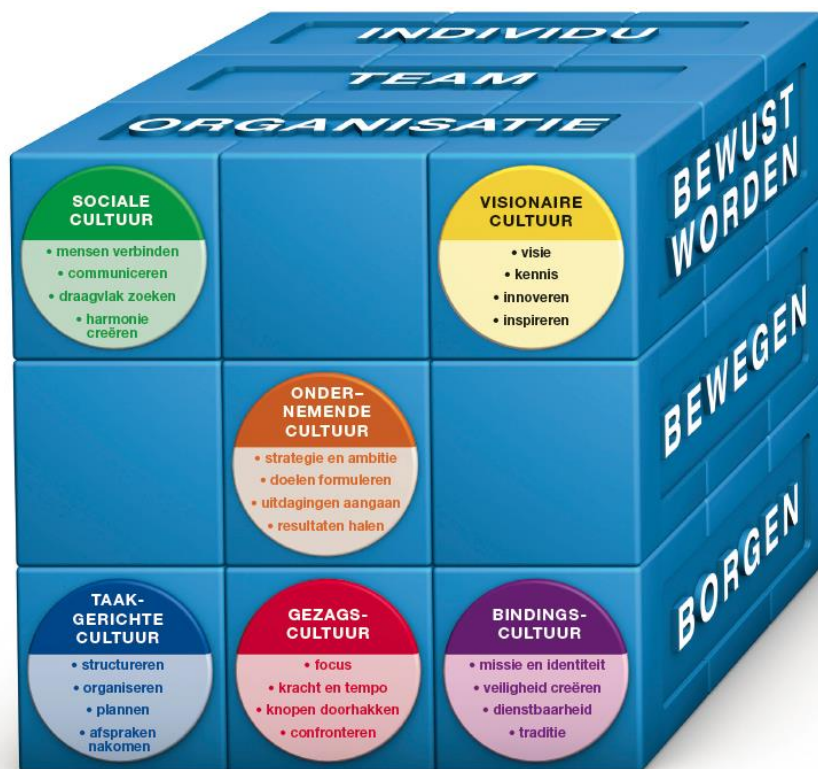 INDIVIDU
TEAM
ORGANISATIE
SOCIALE
CULTUUR
• mensen verbinden
• communiceren
• draagvlak zoeken
• harmonie
creëren
VISIONAIRE
CULTUUR
• visie
• kennis
• innoveren
• inspireren
BEWUST
WORDEN
ONDER–
NEMENDE
CULTUUR
• strategie en ambitie
• doelen formuleren
• uitdagingen aangaan
• resultaten halen
BEWEGEN
TAAK-
GERICHTE
CULTUUR
• structureren
• organiseren
• plannen
• afspraken
nakomen
GEZAGS-
CULTUUR
• focus
• kracht en tempo
• knopen doorhakken
• confronteren
BINDINGS-
CULTUUR
• missie en identiteit
• veiligheid creëren
• dienstbaarheid
• traditie
BORGEN